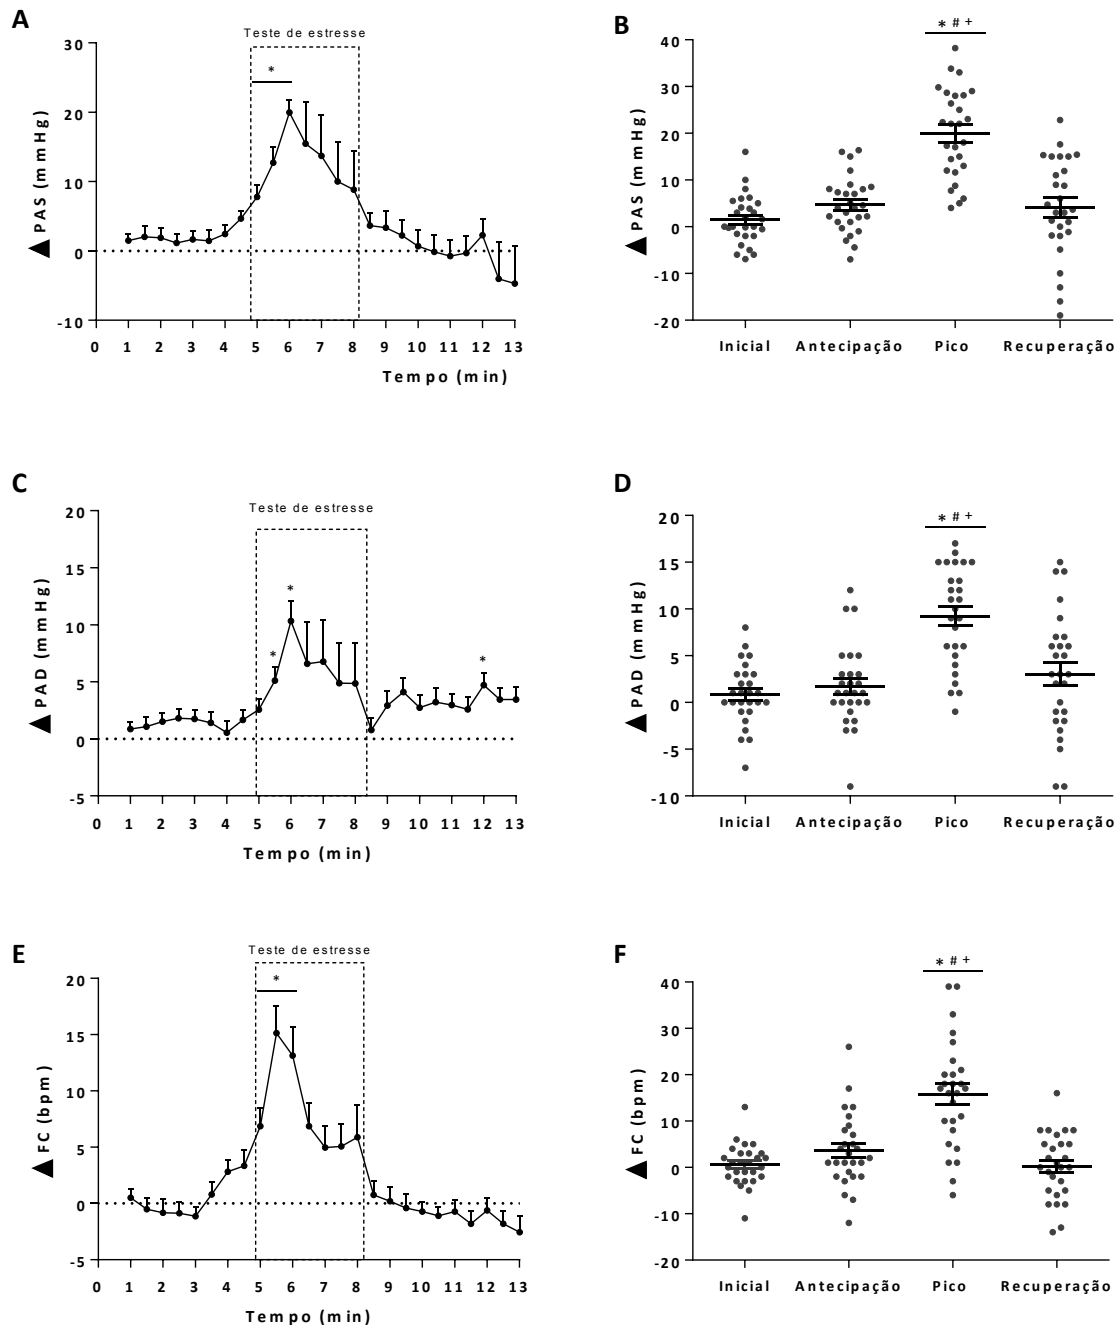 A
Teste de estresse
*
30
20
10
0
-10
▲ PAS (mmHg)
0 1 2 3 4 5 6 7 8 9 10 11 12 13
Tempo (min)
B
* # +
40
30
20
10
0
-10
-20
▲ PAS (mmHg)
Inicial Antecipação Pico Recuperação
C
Teste de estresse
* * *
20
15
10
5
0
-5
▲ PAD (mmHg)
0 1 2 3 4 5 6 7 8 9 10 11 12 13
Tempo (min)
D
* # +
20
15
10
5
0
-5
-10
▲ PAD (mmHg)
Inicial Antecipação Pico Recuperação
E
Teste de estresse
*
20
15
10
5
0
-5
▲ FC (bpm)
0 1 2 3 4 5 6 7 8 9 10 11 12 13
Tempo (min)
F
* # +
40
30
20
10
0
-10
-20
▲ FC (bpm)
Inicial Antecipação Pico Recuperação